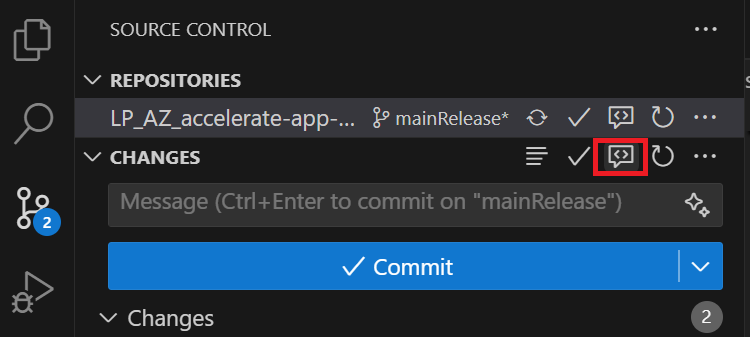 SOURCE CONTROL
REPOSITORIES
LP_AZ_accelerate-app-... mainRelease*
CHANGES
Message (Ctrl+Enter to commit on "mainRelease")
2
Commit
Changes 2